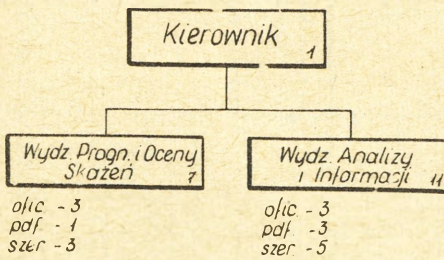 Kierownik
1
Wydz. Progn. i Oceny
Skażeń 7
ofic. - 3
pdf. - 1
szer. - 3
Wydz. Analizy
i Informacji 11
ofic. - 3
pdf. - 3
szer. - 5